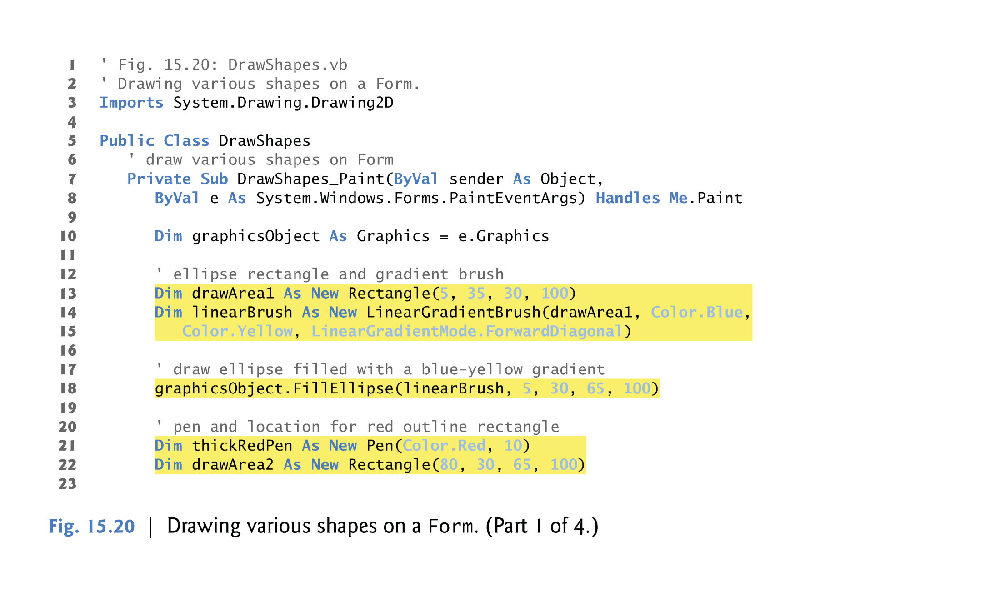 1 ' Fig. 15.20: DrawShapes.vb
2 ' Drawing various shapes on a Form.
3 Imports System.Drawing.Drawing2D
4
5 Public Class DrawShapes
6 ' draw various shapes on Form
7 Private Sub DrawShapes_Paint(ByVal sender As Object,
8 ByVal e As System.Windows.Forms.PaintEventArgs) Handles Me.Paint
9
10 Dim graphicsObject As Graphics = e.Graphics
11
12 ' ellipse rectangle and gradient brush
13 Dim drawArea1 As New Rectangle(5, 35, 30, 100)
14 Dim linearBrush As New LinearGradientBrush(drawArea1, Color.Blue,
15 Color.Yellow, LinearGradientMode.ForwardDiagonal)
16
17 ' draw ellipse filled with a blue-yellow gradient
18 graphicsObject.FillEllipse(linearBrush, 5, 30, 65, 100)
19
20 ' pen and location for red outline rectangle
21 Dim thickRedPen As New Pen(Color.Red, 10)
22 Dim drawArea2 As New Rectangle(80, 30, 65, 100)
23
Fig. 15.20 | Drawing various shapes on a Form. (Part 1 of 4.)